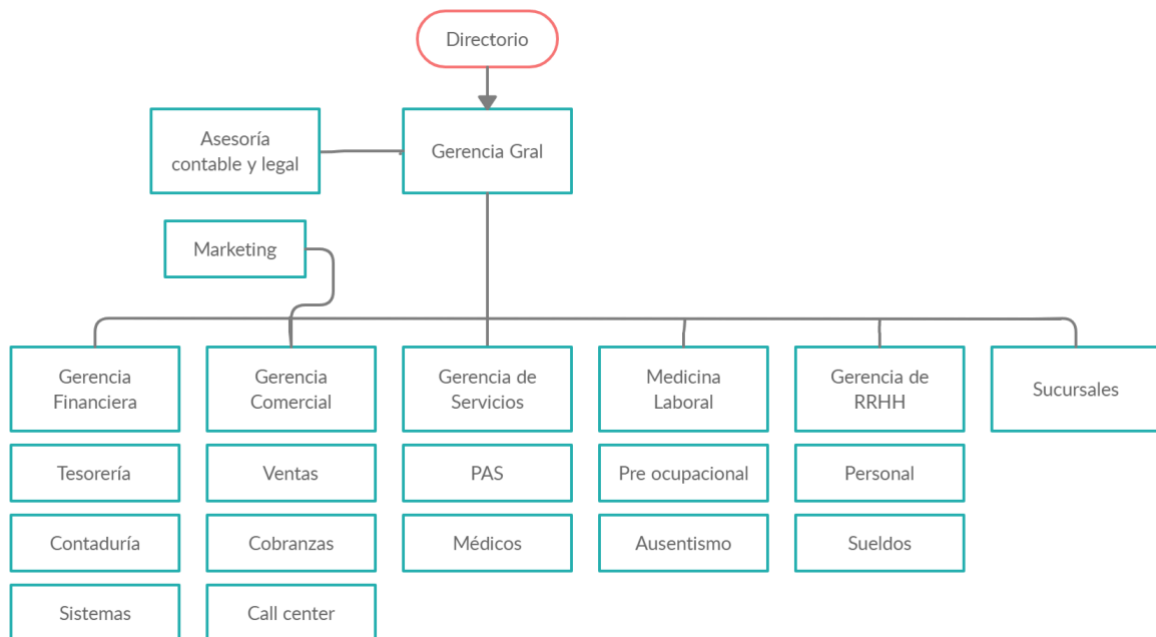 Directorio
Asesoría
contable y legal
Gerencia Gral
Marketing
Gerencia
Financiera
Gerencia
Comercial
Gerencia de
Servicios
Medicina
Laboral
Gerencia de
RRHH
Sucursales
Tesorería
Ventas
PAS
Pre ocupacional
Personal
Contaduría
Cobranzas
Médicos
Ausentismo
Sueldos
Sistemas
Call center